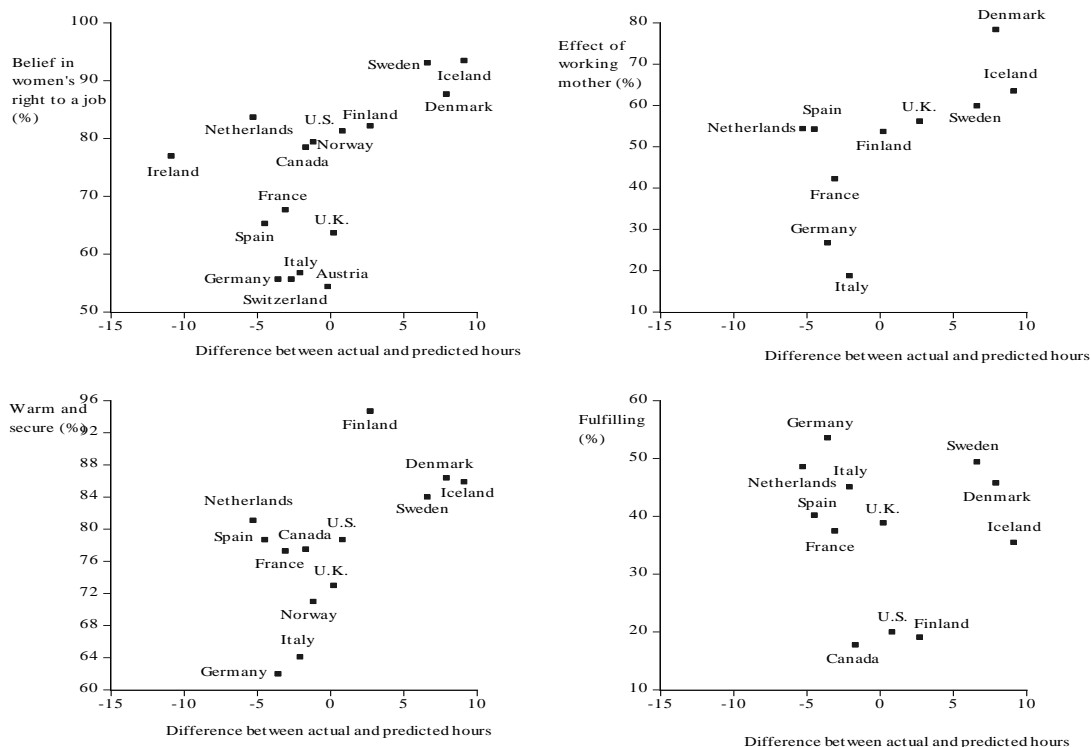 100
Belief in
women's
right to a job
(%)
90
80
70
60
50
Sweden
Iceland
Denmark
Netherlands
U.S.
Finland
Norway
Canada
Ireland
France
Spain
U.K.
Italy
Germany
Austria
Switzerland
-15 -10 -5 0 5 10
Difference between actual and predicted hours
80
Effect of
working
mother (%)
70
60
50
40
30
20
10
Denmark
Iceland
Spain
U.K.
Netherlands
Sweden
Finland
France
Germany
Italy
-15 -10 -5 0 5 10
Difference between actual and predicted hours
96
Warm and
secure (%)
92
88
84
80
76
72
68
64
60
Finland
Denmark
Iceland
Sweden
Netherlands
U.S.
Spain
Canada
France
U.K.
Norway
Italy
Germany
-15 -10 -5 0 5 10
Difference between actual and predicted hours
60
Fulfilling
(%)
50
40
30
20
10
Germany
Sweden
Netherlands
Italy
Denmark
Spain
U.K.
France
Iceland
U.S.
Finland
Canada
-15 -10 -5 0 5 10
Difference between actual and predicted hours